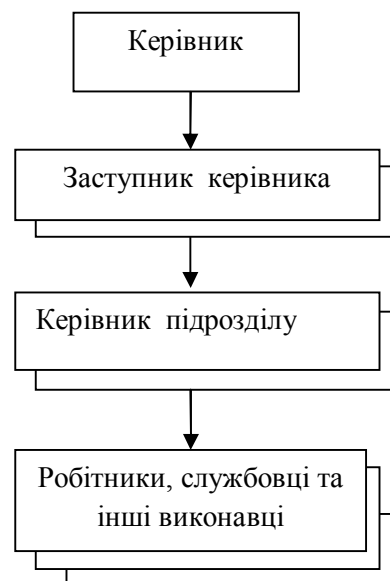 Керівник
Заступник керівника
Керівник підрозділу
Робітники, службовці та
інші виконавці